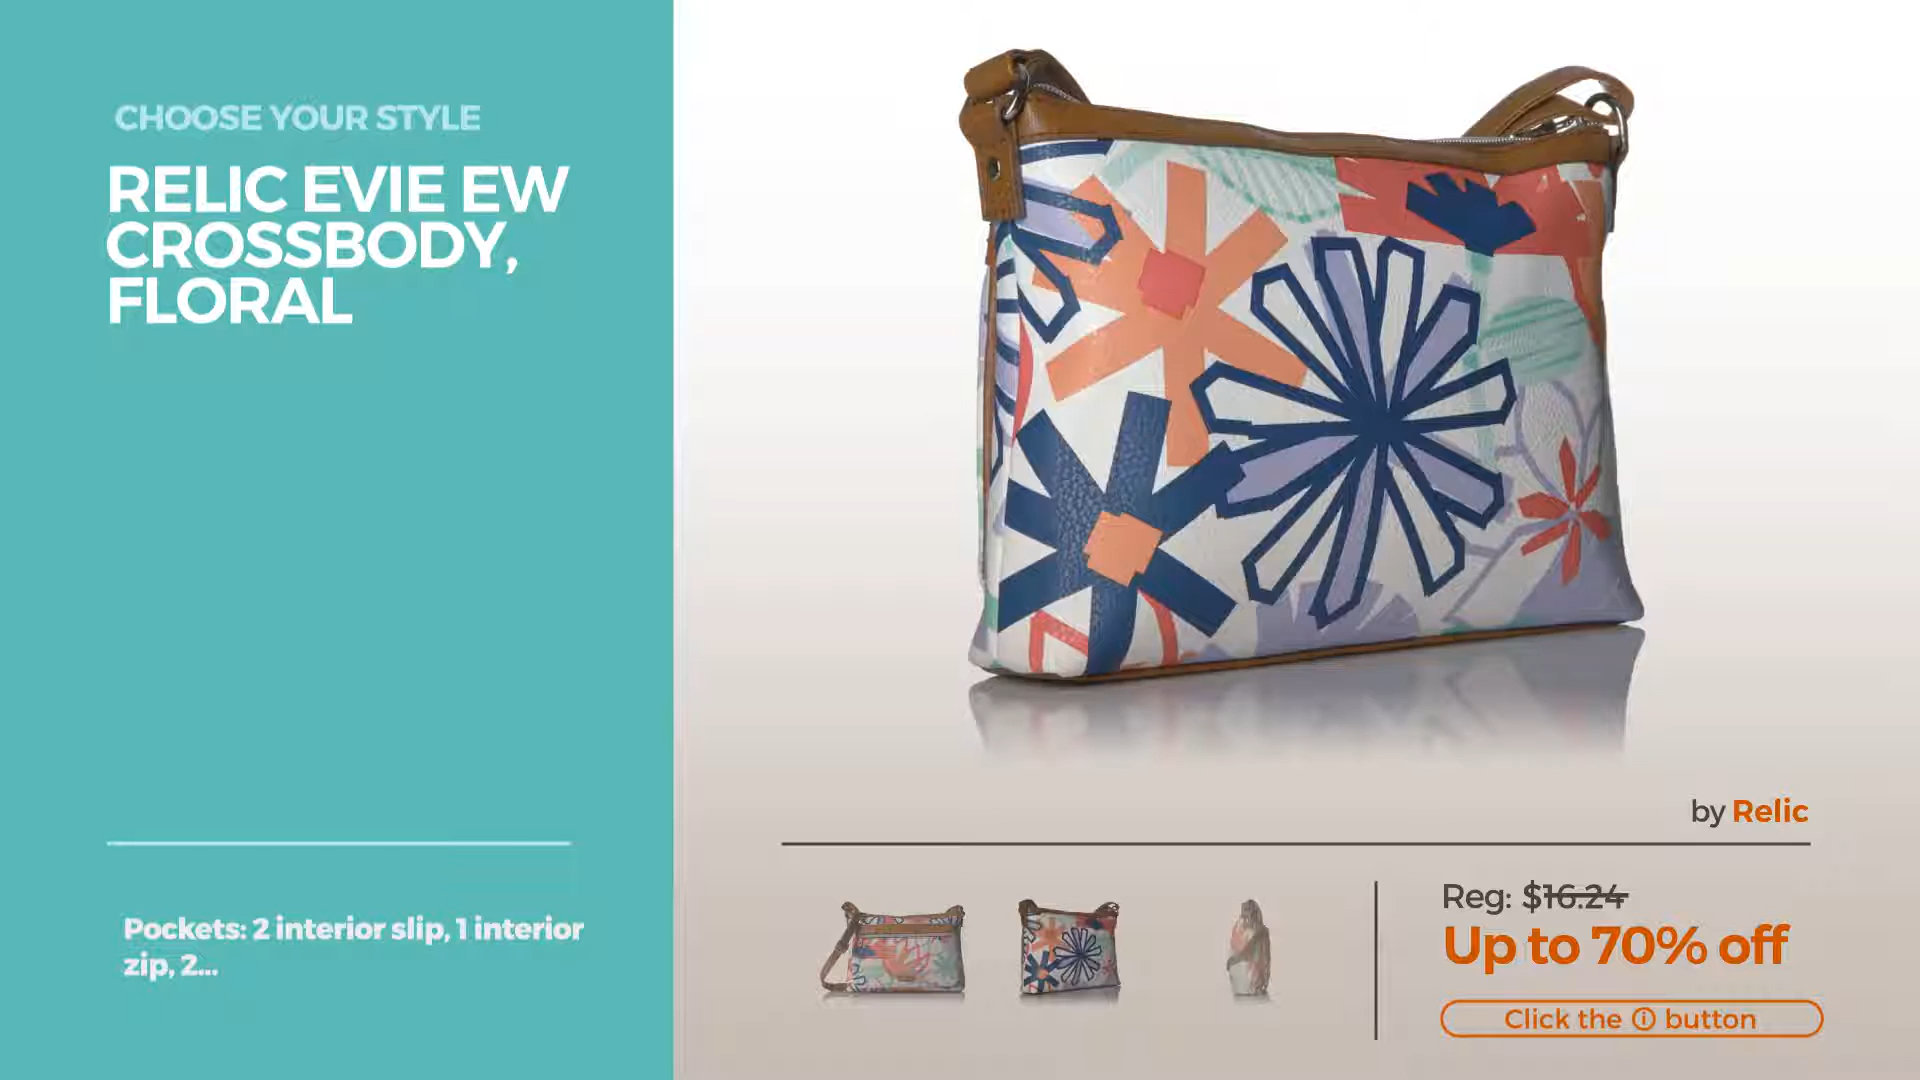 CHOOSE YOUR STYLE
RELIC EVIE EW
CROSSBODY,
FLORAL
Pockets: 2 interior slip, 1 interior
zip, 2...
by Relic
Reg: $16.24
Up to 70% off
Click the ⓘ button